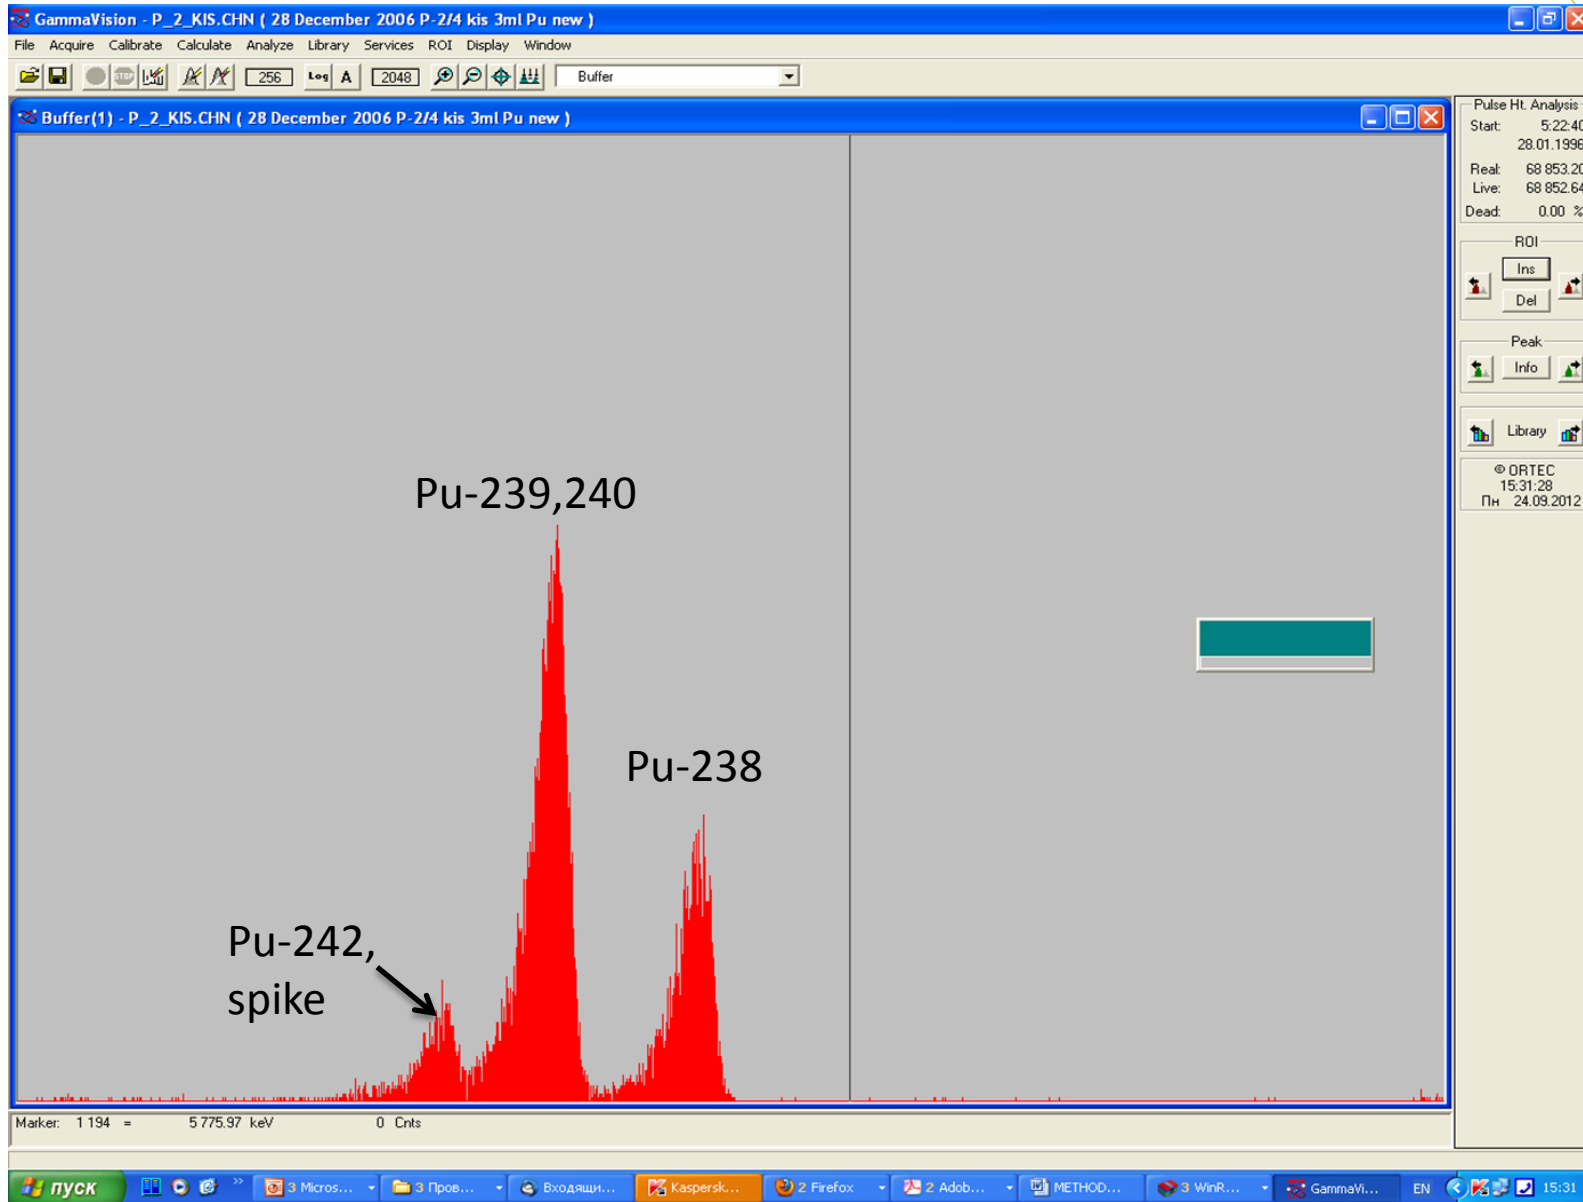 GammaVision - P_2_KIS.CHN ( 28 December 2006 P-2/4 kis 3ml Pu new )
File Acquire Calibrate Calculate Analyze Library Services ROI Display Window
STOP 256 Log A 2048 Buffer
Buffer(1) - P_2_KIS.CHN ( 28 December 2006 P-2/4 kis 3ml Pu new )
Pulse Ht. Analysis
Start: 5:22:40
28.01.1996
Real: 68 853.20
Live: 68 852.64
Dead: 0.00 %
ROI
Ins
Del
Peak
Info
Library
© ORTEC
15:31:28
Пн 24.09.2012
Pu-239,240
Pu-238
Pu-242,
spike
Marker: 1 194 = 5 775.97 keV 0 Cnts
пуск » 3 Micros... 3 Пров... Входящи... Kaspersk... 2 Firefox 2 Adob... METHOD... 3 WinR... GammaVi... EN 15:31